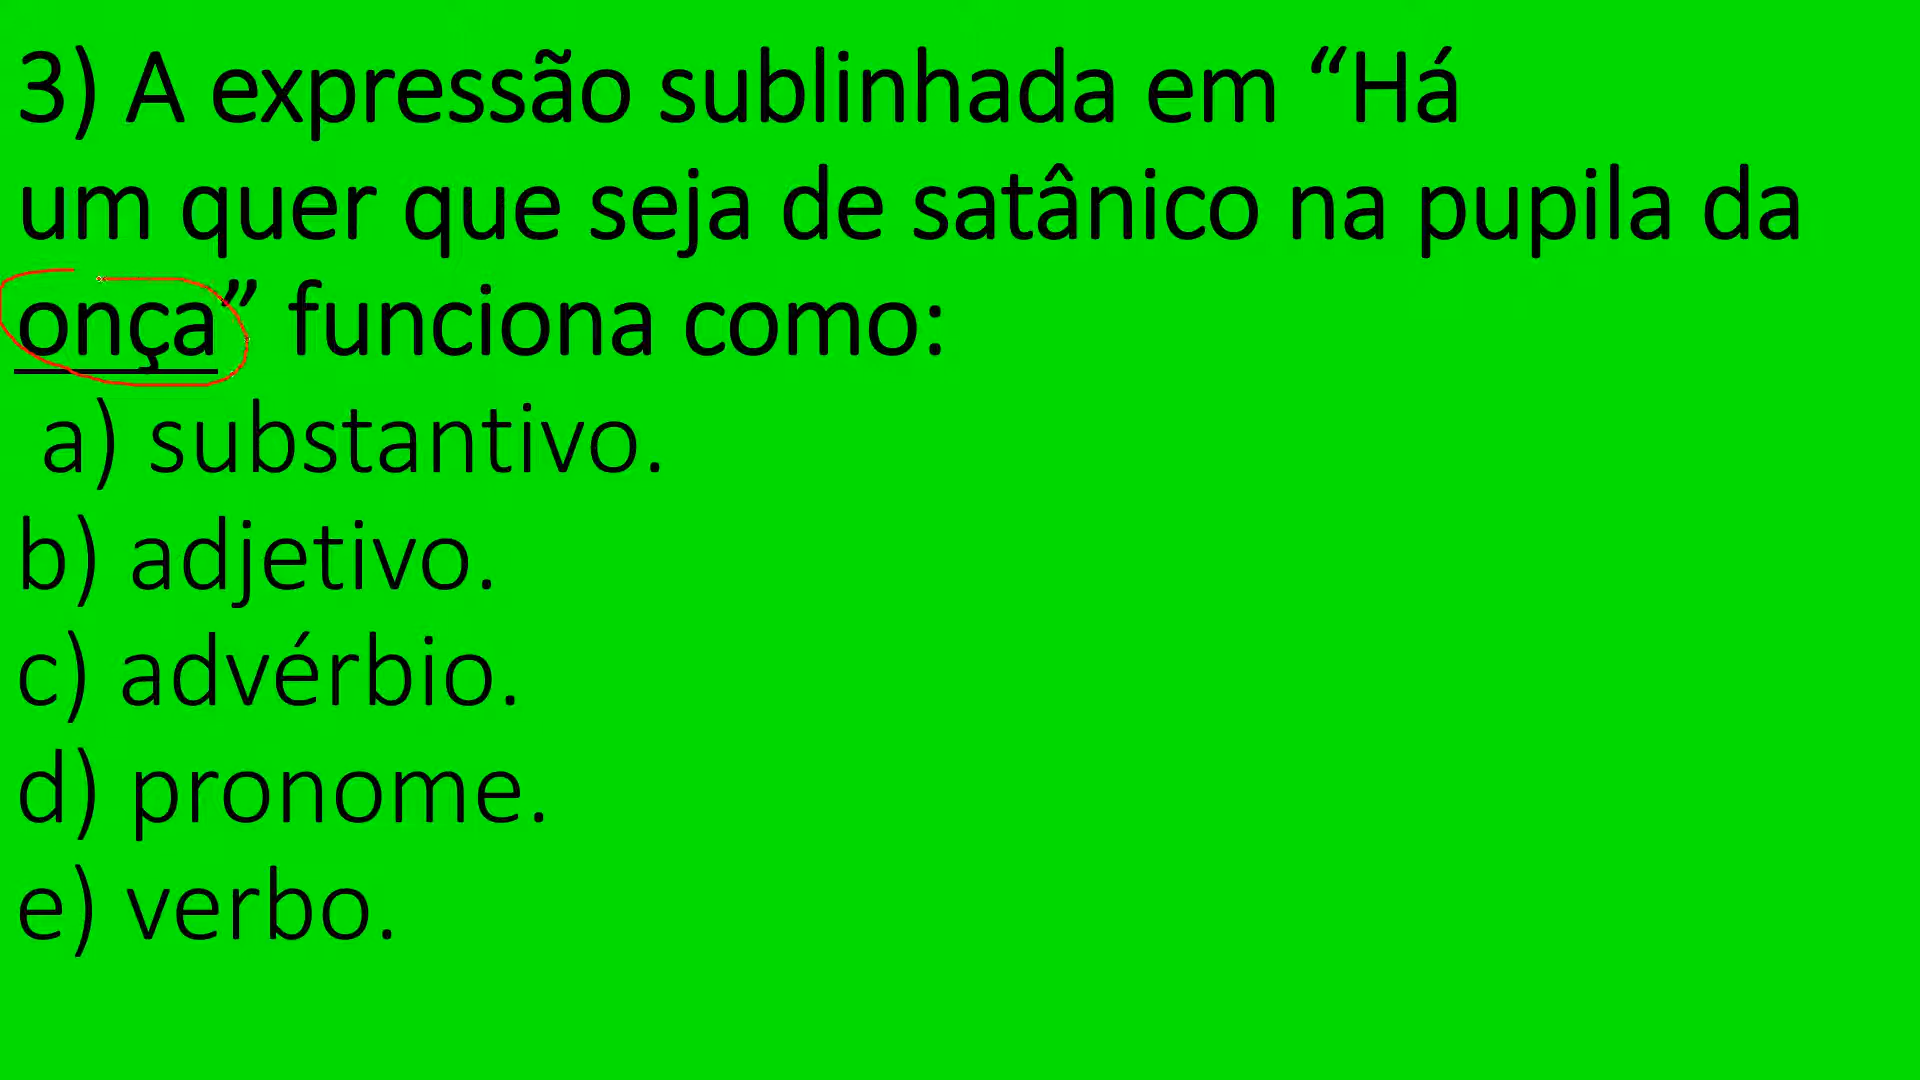 3) A expressão sublinhada em “Há
um quer que seja de satânico na pupila da
onça” funciona como:
a) substantivo.
b) adjetivo.
c) advérbio.
d) pronome.
e) verbo.